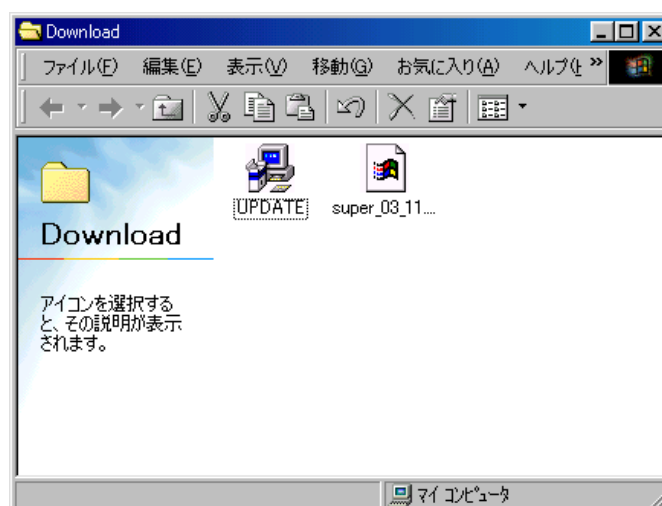 Download
ファイル(F) 編集(E) 表示(V) 移動(G) お気に入り(A) ヘルプ(H »
UPDATE super_03_11...
Download
アイコンを選択する
と、その説明が表示
されます。
マイ コンピュータ